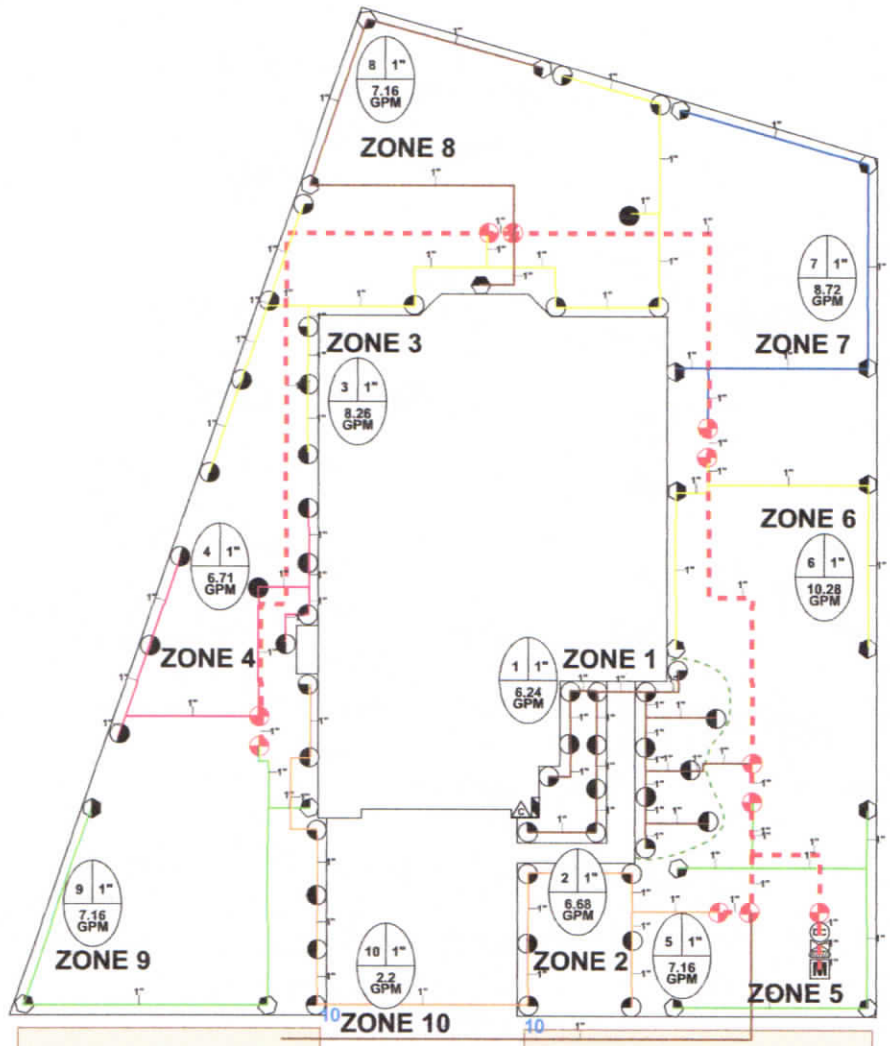 8 1"
7.16
GPM
ZONE 8
7 1"
8.72
GPM
ZONE 7
ZONE 3
3 1"
8.26
GPM
ZONE 6
6 1"
10.28
GPM
4 1"
6.71
GPM
ZONE 4
1 1"
6.24
GPM
ZONE 1
C
9 1"
7.16
GPM
ZONE 9
2 1"
6.68
GPM
ZONE 2
10 1"
2.2
GPM
ZONE 10
5 1"
7.16
GPM
ZONE 5
M
10
10
1"